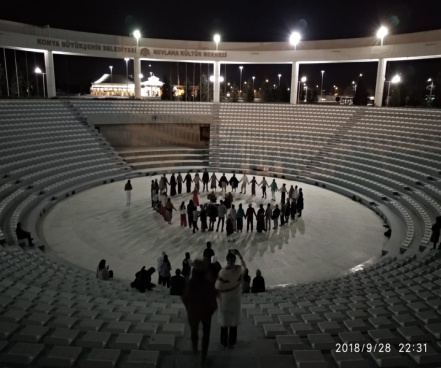 KONYA BÜYÜKŞEHİR BELEDİYESİ MEVLANA KÜLTÜR MERKEZİ
2018/9/28 22:31